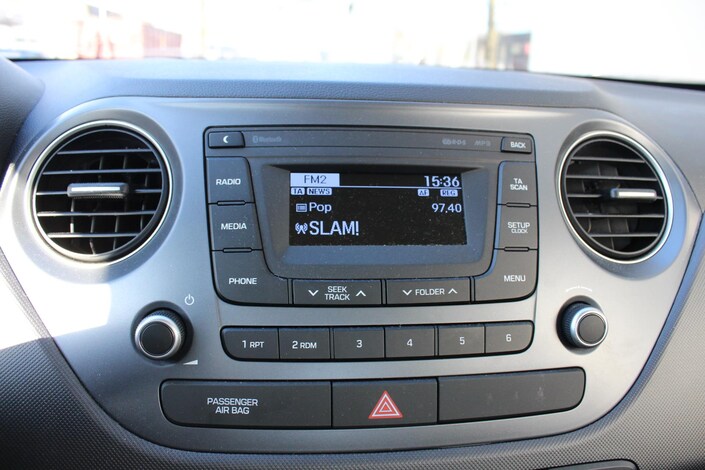 Bluetooth MP3 BACK
RADIO FM2 15:36 TA SCAN
TA NEWS AF REG
Pop 97,40
MEDIA SLAM! SETUP CLOCK
PHONE SEEK TRACK FOLDER MENU
1 RPT 2 RDM 3 4 5 6
PASSENGER
AIR BAG